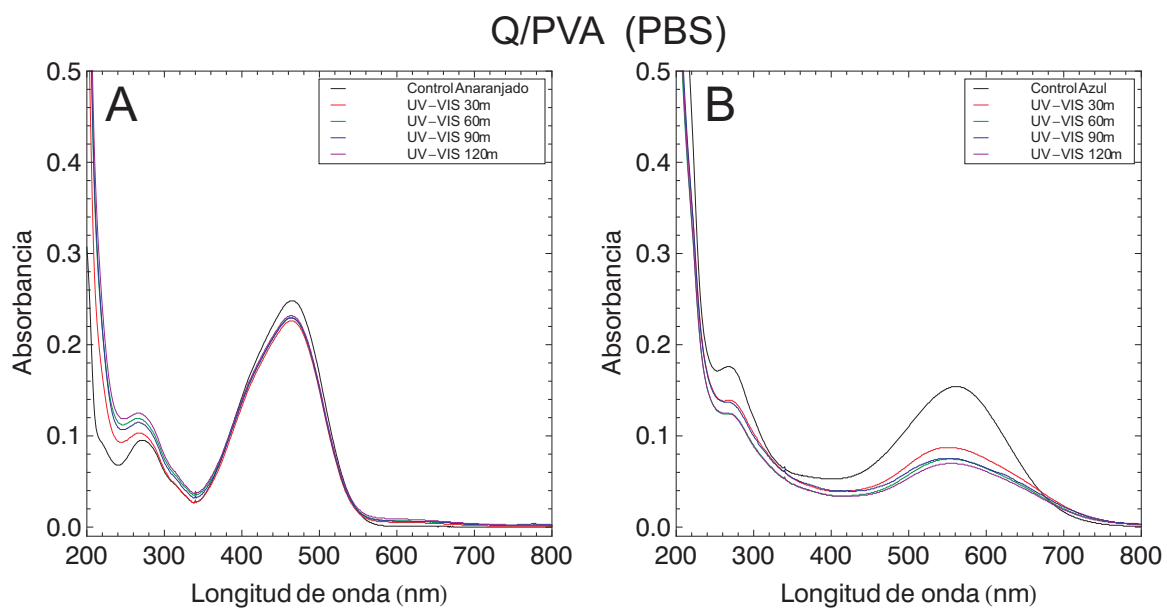 Q/PVA (PBS)
A
Control Anaranjado
UV-VIS 30m
UV-VIS 60m
UV-VIS 90m
UV-VIS 120m
0.5
0.4
0.3
0.2
0.1
0.0
Absorbancia
200 300 400 500 600 700 800
Longitud de onda (nm)
B
Control Azul
UV-VIS 30m
UV-VIS 60m
UV-VIS 90m
UV-VIS 120m
0.5
0.4
0.3
0.2
0.1
0.0
Absorbancia
200 300 400 500 600 700 800
Longitud de onda (nm)